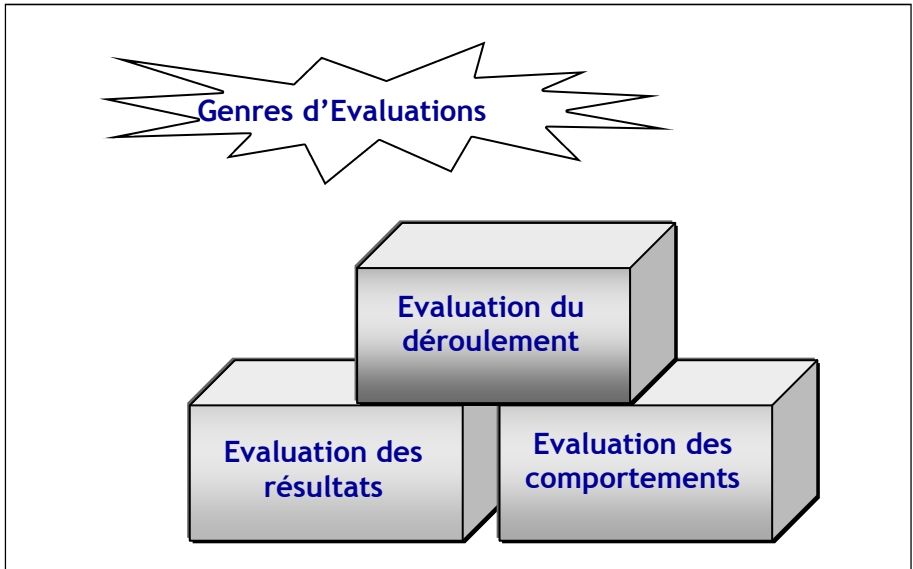 Genres d’Evaluations
Evaluation du
déroulement
Evaluation des
résultats
Evaluation des
comportements